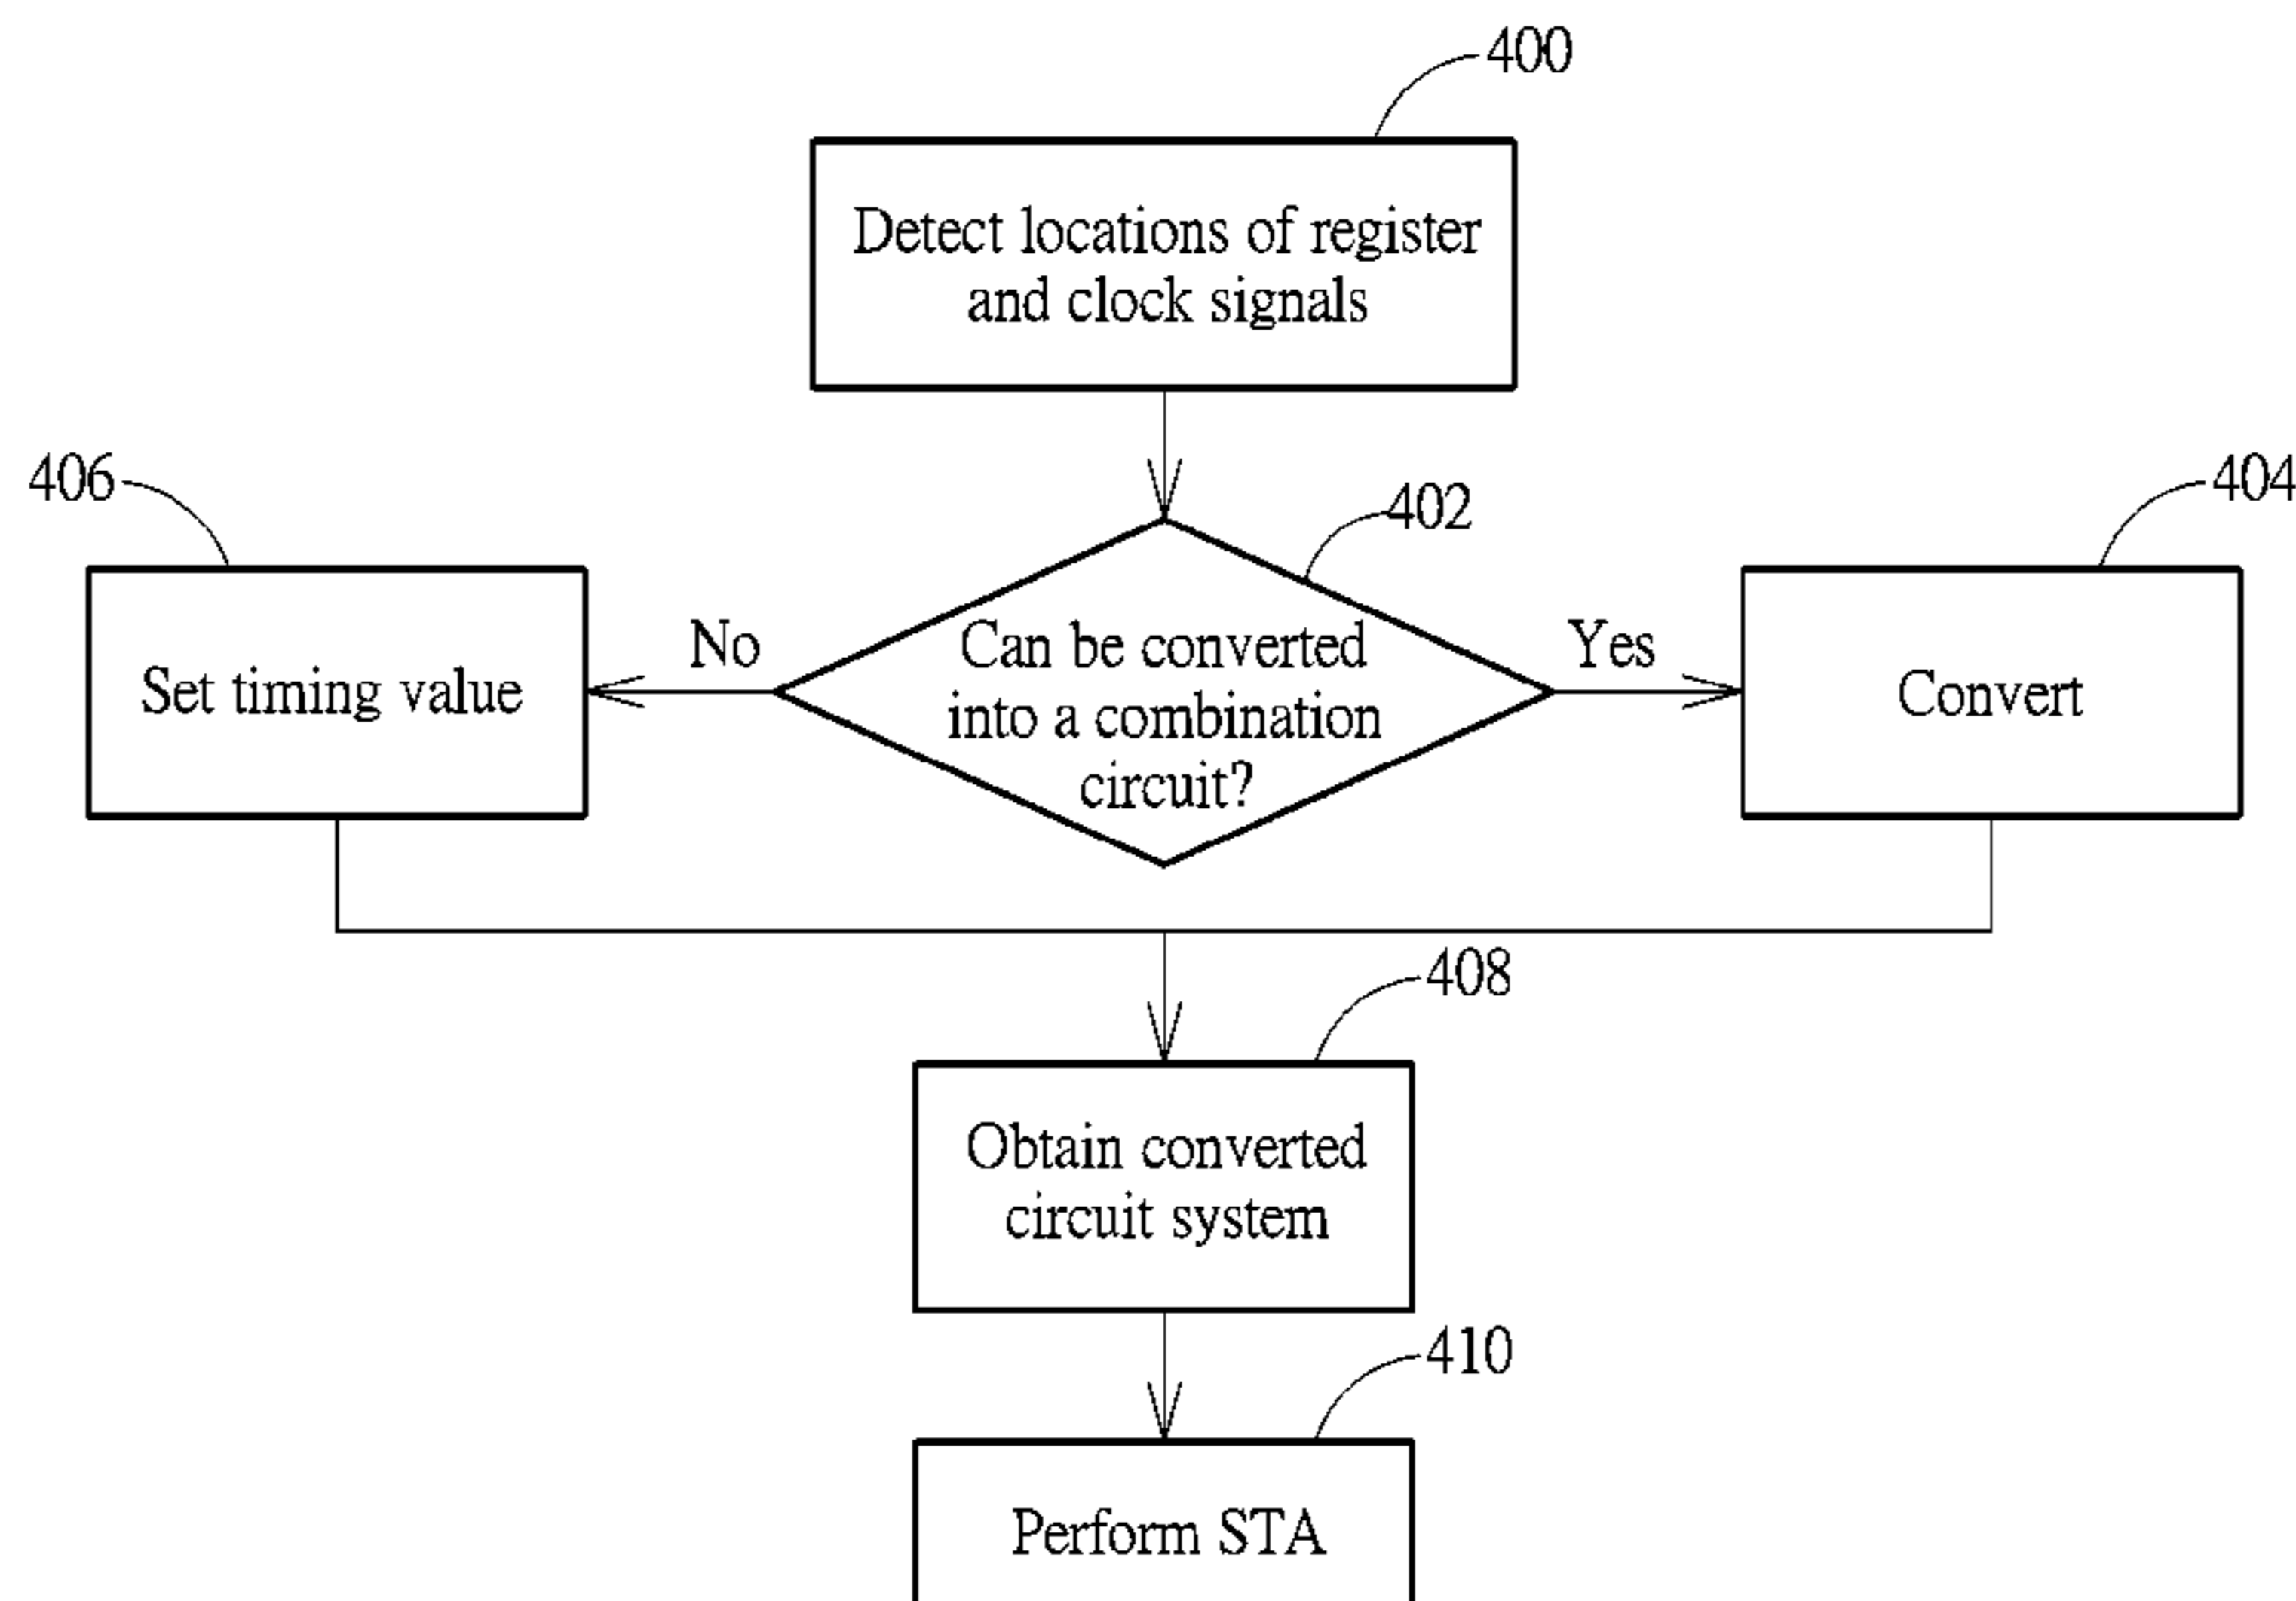 400
Detect locations of register
and clock signals
406
402
404
No
Yes
Set timing value
Can be converted
into a combination
circuit?
Convert
408
Obtain converted
circuit system
410
Perform STA